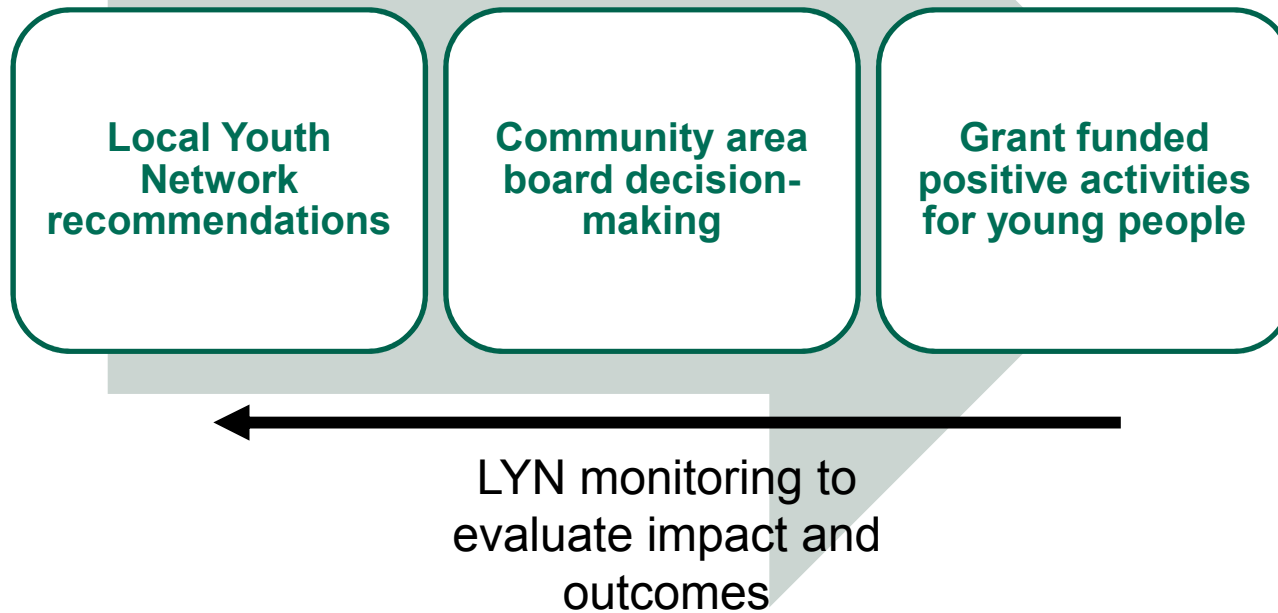 Local Youth
Network
recommendations
Community area
board decision-
making
Grant funded
positive activities
for young people
LYN monitoring to
evaluate impact and
outcomes